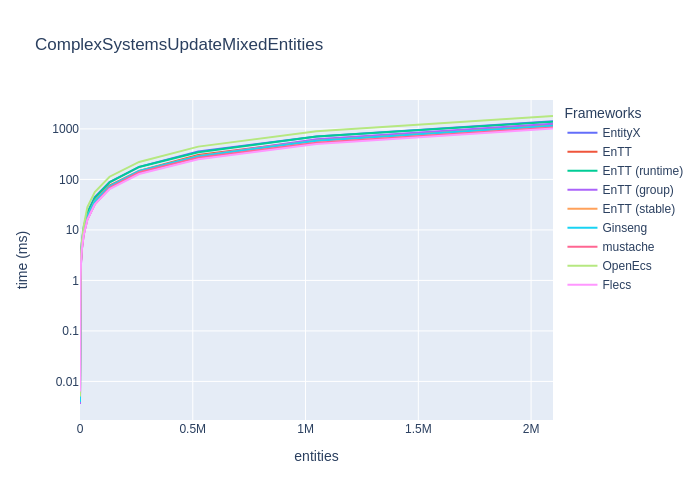 ComplexSystemsUpdateMixedEntities
Frameworks
EntityX
EnTT
EnTT (runtime)
EnTT (group)
EnTT (stable)
Ginseng
mustache
OpenEcs
Flecs
time (ms)
1000
100
10
1
0.1
0.01
0
0.5M
1M
1.5M
2M
entities